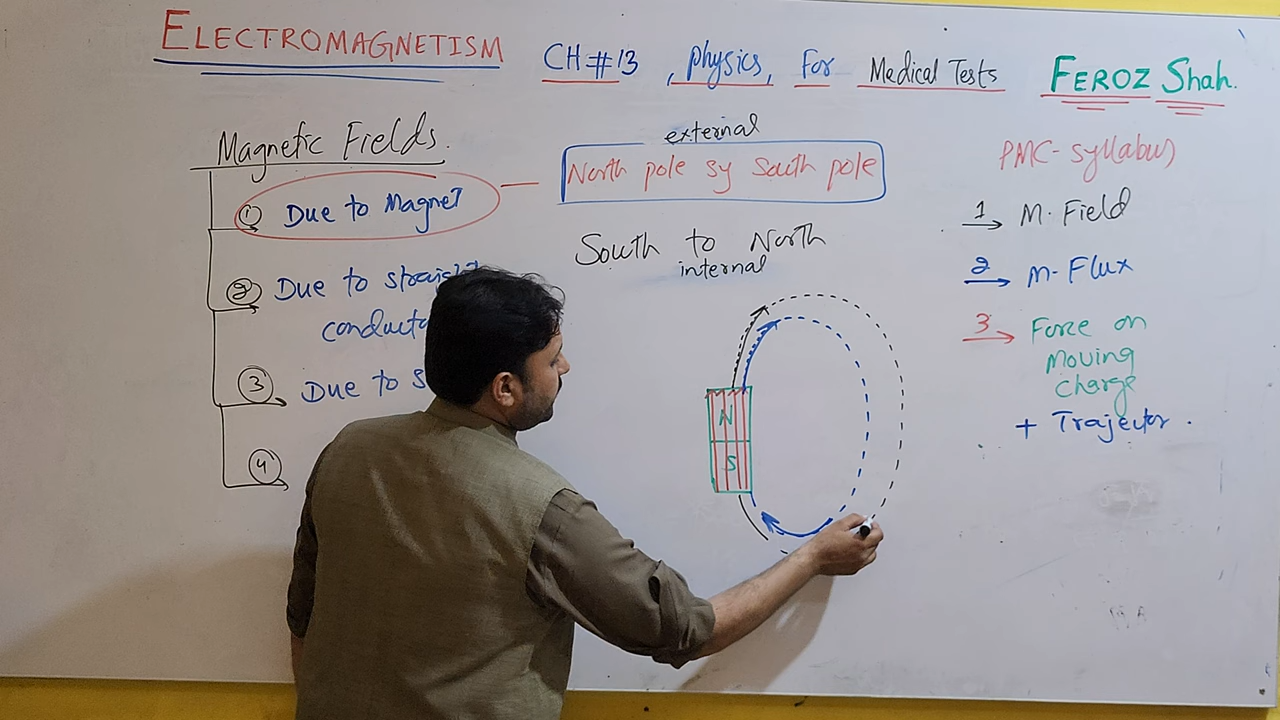 ELECTROMAGNETISM
CH#13, Physics, For Medical Tests
FEROZ Shah.
Magnetic Fields.
1 Due to Magnet
2 Due to straight
conducto
3 Due to S
4
external
North pole sy South pole
South to North
internal
N
S
PMC-syllabus
1 M. Field
2 M-Flux
3 Force on
Moving
charge
+ Trajector.